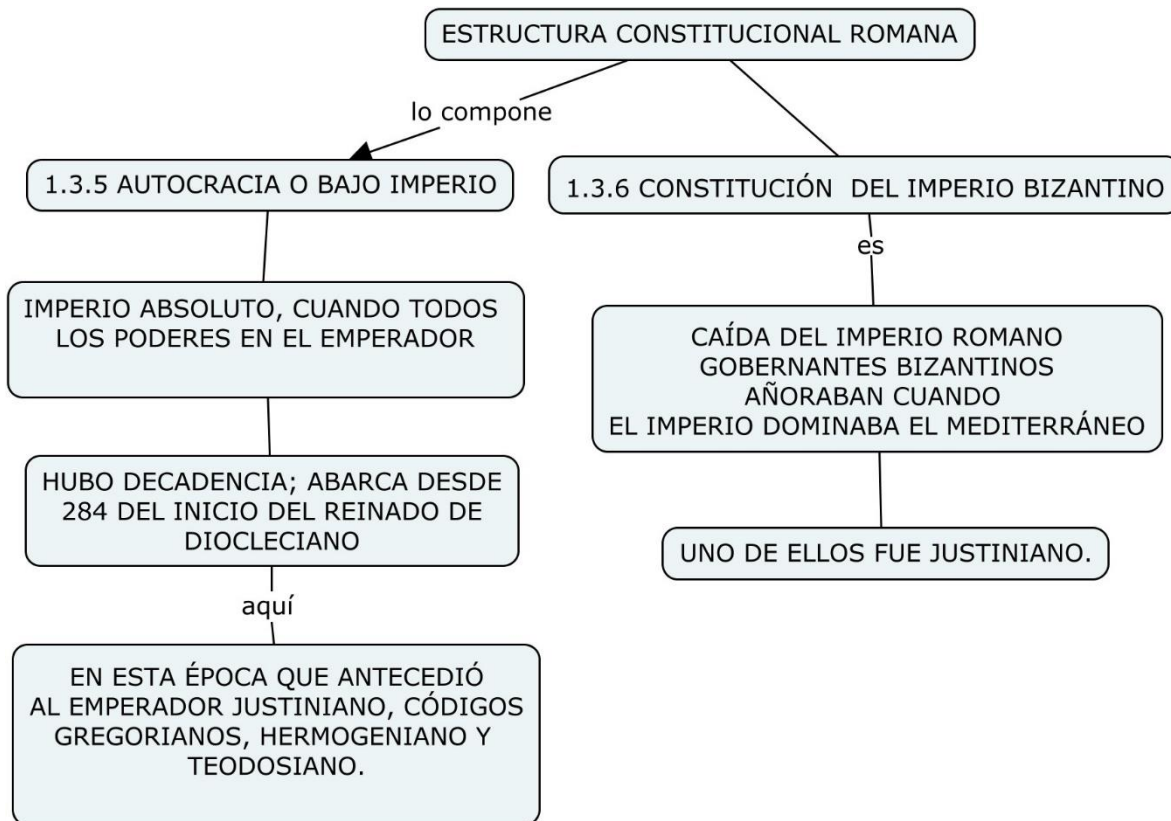 ESTRUCTURA CONSTITUCIONAL ROMANA
lo compone
1.3.5 AUTOCRACIA O BAJO IMPERIO
IMPERIO ABSOLUTO, CUANDO TODOS
LOS PODERES EN EL EMPERADOR
HUBO DECADENCIA; ABARCA DESDE
284 DEL INICIO DEL REINADO DE
DIOCLECIANO
aquí
EN ESTA ÉPOCA QUE ANTECEDIÓ
AL EMPERADOR JUSTINIANO, CÓDIGOS
GREGORIANOS, HERMOGENIANO Y
TEODOSIANO.
1.3.6 CONSTITUCIÓN DEL IMPERIO BIZANTINO
es
CAÍDA DEL IMPERIO ROMANO
GOBERNANTES BIZANTINOS
AÑORABAN CUANDO
EL IMPERIO DOMINABA EL MEDITERRÁNEO
UNO DE ELLOS FUE JUSTINIANO.